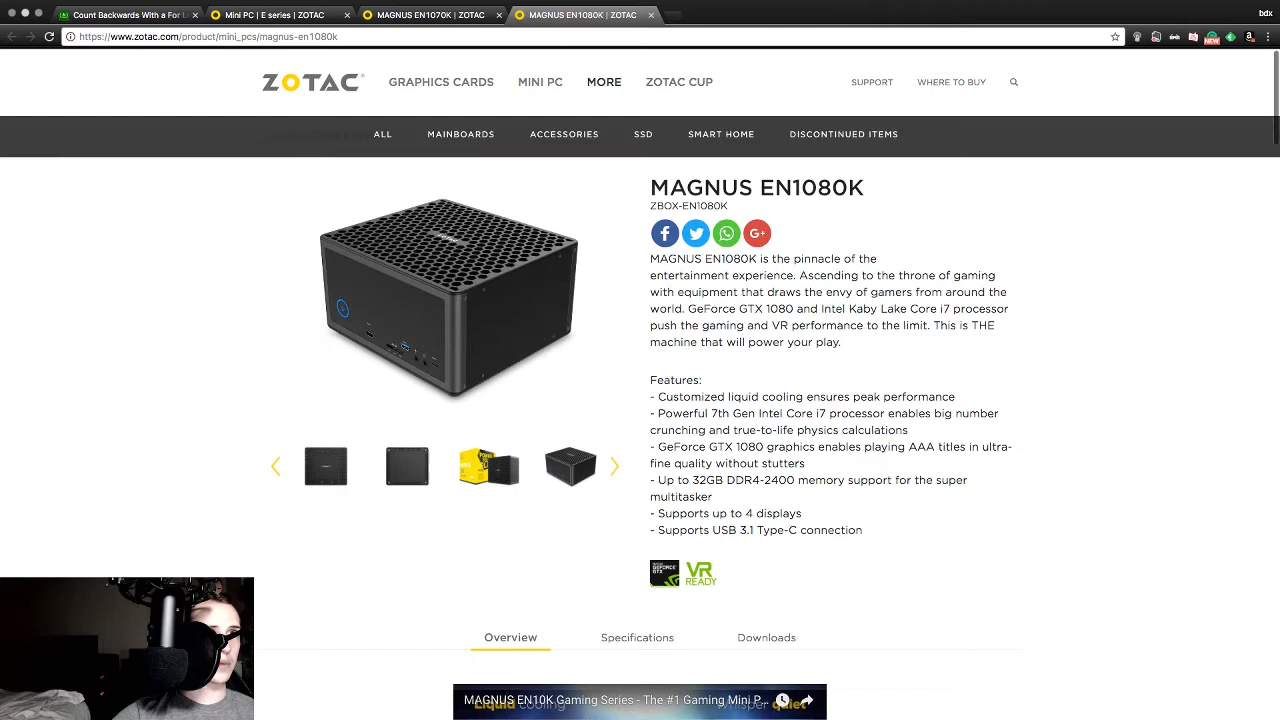 Count Backwards With a For L
Mini PC | E series | ZOTAC
MAGNUS EN1070K | ZOTAC
MAGNUS EN1080K | ZOTAC
bdx
https://www.zotac.com/product/mini_pcs/magnus-en1080k
NEW
ZOTAC
GRAPHICS CARDS
MINI PC
MORE
ZOTAC CUP
SUPPORT
WHERE TO BUY
ALL
MAINBOARDS
ACCESSORIES
SSD
SMART HOME
DISCONTINUED ITEMS
MAGNUS EN1080K
ZBOX-EN1080K
MAGNUS EN1080K is the pinnacle of the
entertainment experience. Ascending to the throne of gaming
with equipment that draws the envy of gamers from around the
world. GeForce GTX 1080 and Intel Kaby Lake Core i7 processor
push the gaming and VR performance to the limit. This is THE
machine that will power your play.
Features:
- Customized liquid cooling ensures peak performance
- Powerful 7th Gen Intel Core i7 processor enables big number
crunching and true-to-life physics calculations
- GeForce GTX 1080 graphics enables playing AAA titles in ultra-
fine quality without stutters
- Up to 32GB DDR4-2400 memory support for the super
multitasker
- Supports up to 4 displays
- Supports USB 3.1 Type-C connection
GEFORCE
GTX
VR
READY
Overview
Specifications
Downloads
MAGNUS EN10K Gaming Series - The #1 Gaming Mini P...
Liquid cooling
Whisper quiet